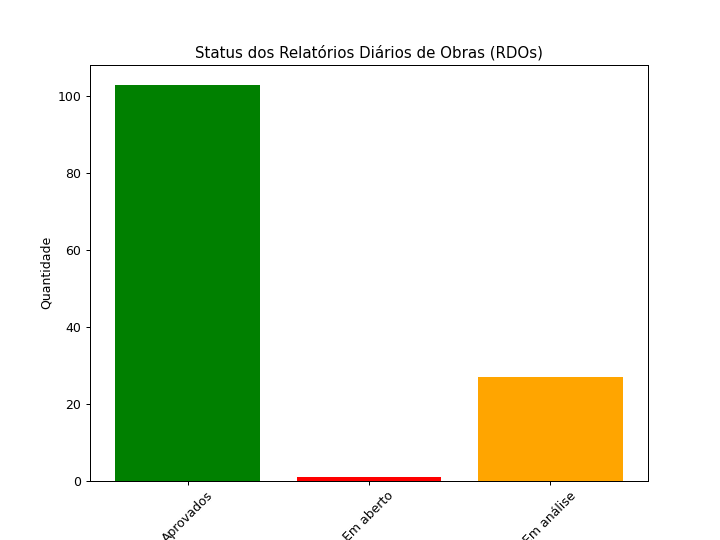 Status dos Relatórios Diários de Obras (RDOs)
Quantidade
100
80
60
40
20
0
Aprovados
Em aberto
Em análise